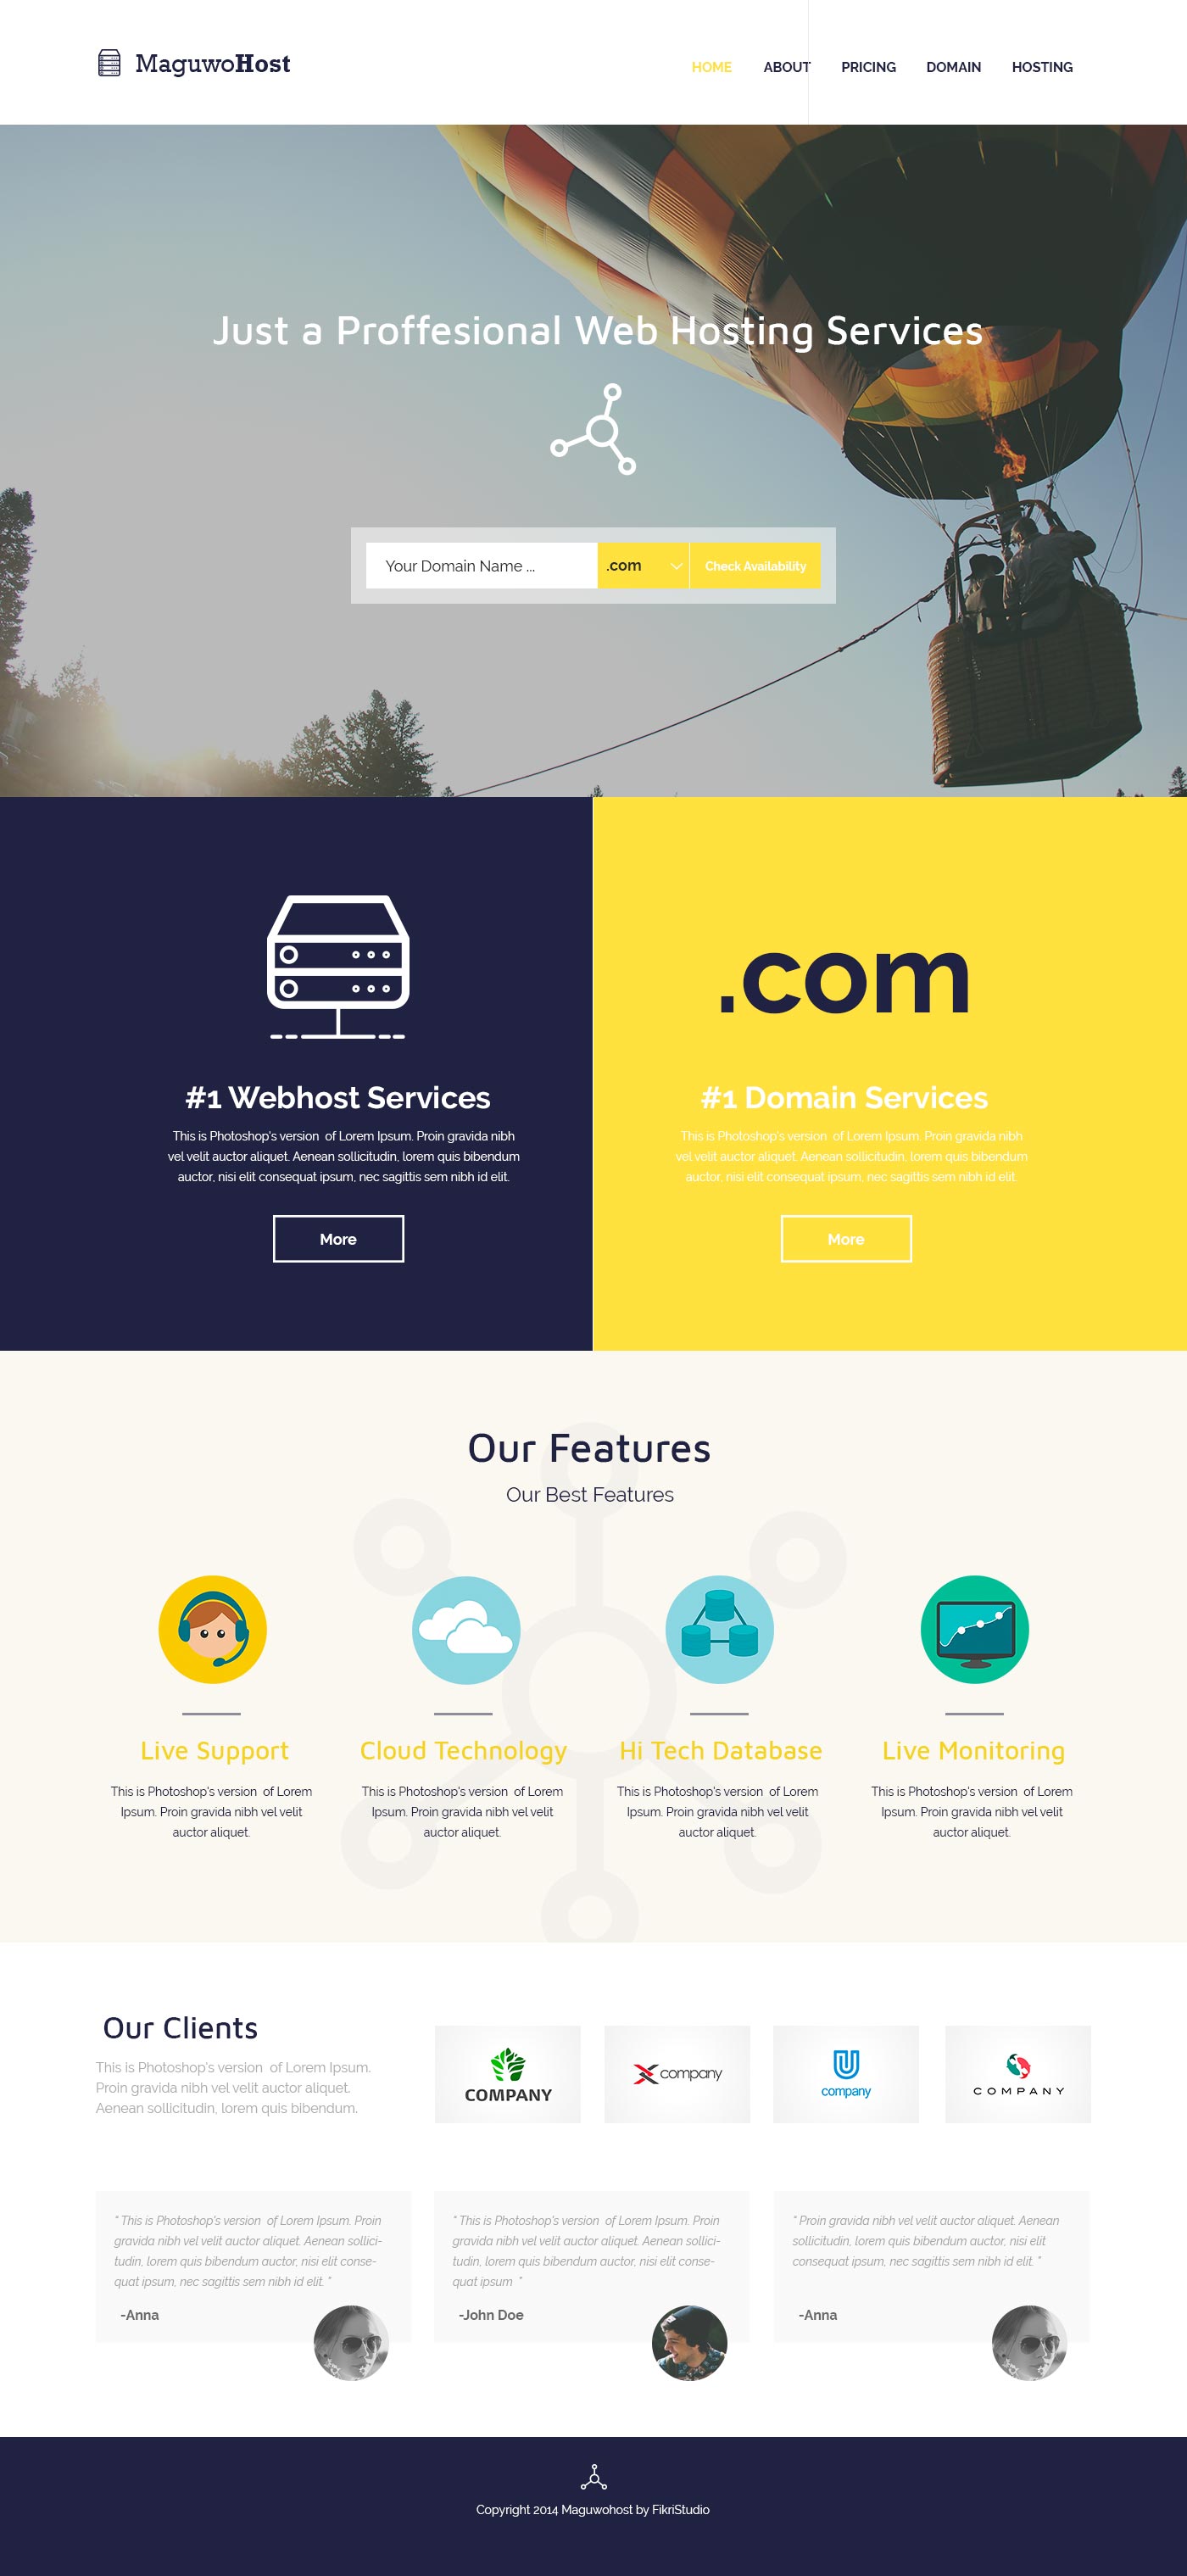 MaguwoHost
HOME ABOUT PRICING DOMAIN HOSTING
Just a Proffesional Web Hosting Services
Your Domain Name ... .com Check Availability
.com
#1 Webhost Services
This is Photoshop's version of Lorem Ipsum. Proin gravida nibh
vel velit auctor aliquet. Aenean sollicitudin, lorem quis bibendum
auctor, nisi elit consequat ipsum, nec sagittis sem nibh id elit.
More
#1 Domain Services
This is Photoshop's version of Lorem Ipsum. Proin gravida nibh
vel velit auctor aliquet. Aenean sollicitudin, lorem quis bibendum
auctor, nisi elit consequat ipsum, nec sagittis sem nibh id elit.
More
Our Features
Our Best Features
Live Support
This is Photoshop's version of Lorem
Ipsum. Proin gravida nibh vel velit
auctor aliquet.
Cloud Technology
This is Photoshop's version of Lorem
Ipsum. Proin gravida nibh vel velit
auctor aliquet.
Hi Tech Database
This is Photoshop's version of Lorem
Ipsum. Proin gravida nibh vel velit
auctor aliquet.
Live Monitoring
This is Photoshop's version of Lorem
Ipsum. Proin gravida nibh vel velit
auctor aliquet.
Our Clients
This is Photoshop's version of Lorem Ipsum.
Proin gravida nibh vel velit auctor aliquet.
Aenean sollicitudin, lorem quis bibendum.
COMPANY
company
company
COMPANY
" This is Photoshop's version of Lorem Ipsum. Proin
gravida nibh vel velit auctor aliquet. Aenean sollici-
tudin, lorem quis bibendum auctor, nisi elit conse-
quat ipsum, nec sagittis sem nibh id elit. "
-Anna
" This is Photoshop's version of Lorem Ipsum. Proin
gravida nibh vel velit auctor aliquet. Aenean sollici-
tudin, lorem quis bibendum auctor, nisi elit conse-
quat ipsum "
-John Doe
" Proin gravida nibh vel velit auctor aliquet. Aenean
sollicitudin, lorem quis bibendum auctor, nisi elit
consequat ipsum, nec sagittis sem nibh id elit. "
-Anna
Copyright 2014 Maguwohost by FikriStudio